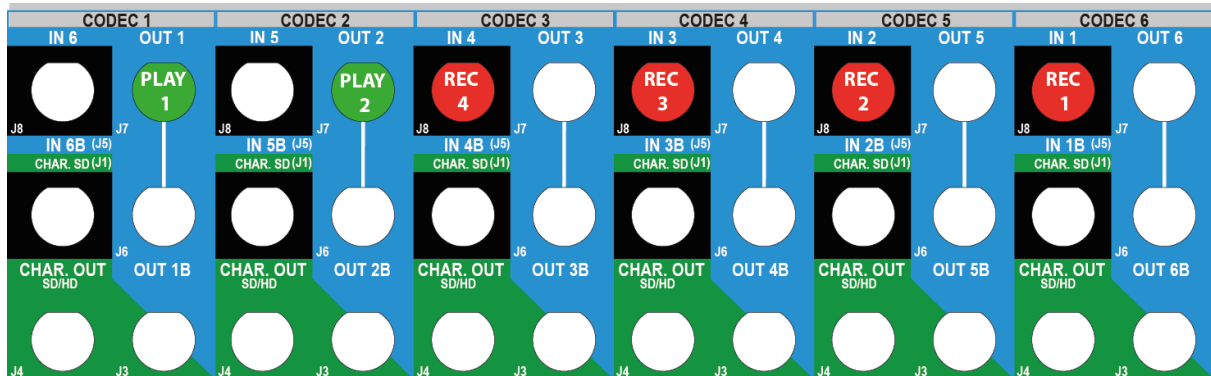 CODEC 1 CODEC 2 CODEC 3 CODEC 4 CODEC 5 CODEC 6
IN 6 OUT 1 IN 5 OUT 2 IN 4 OUT 3 IN 3 OUT 4 IN 2 OUT 5 IN 1 OUT 6
PLAY PLAY REC REC REC REC
1 2 4 3 2 1
J8 J7 J8 J7 J8 J7 J8 J7 J8 J7 J8 J7
IN 6B (J5) IN 5B (J5) IN 4B (J5) IN 3B (J5) IN 2B (J5) IN 1B (J5)
CHAR. SD (J1) CHAR. SD (J1) CHAR. SD (J1) CHAR. SD (J1) CHAR. SD (J1) CHAR. SD (J1)
J6 J6 J6 J6 J6 J6
CHAR. OUT OUT 1B CHAR. OUT OUT 2B CHAR. OUT OUT 3B CHAR. OUT OUT 4B CHAR. OUT OUT 5B CHAR. OUT OUT 6B
SD/HD SD/HD SD/HD SD/HD SD/HD SD/HD
J4 J3 J4 J3 J4 J3 J4 J3 J4 J3 J4 J3